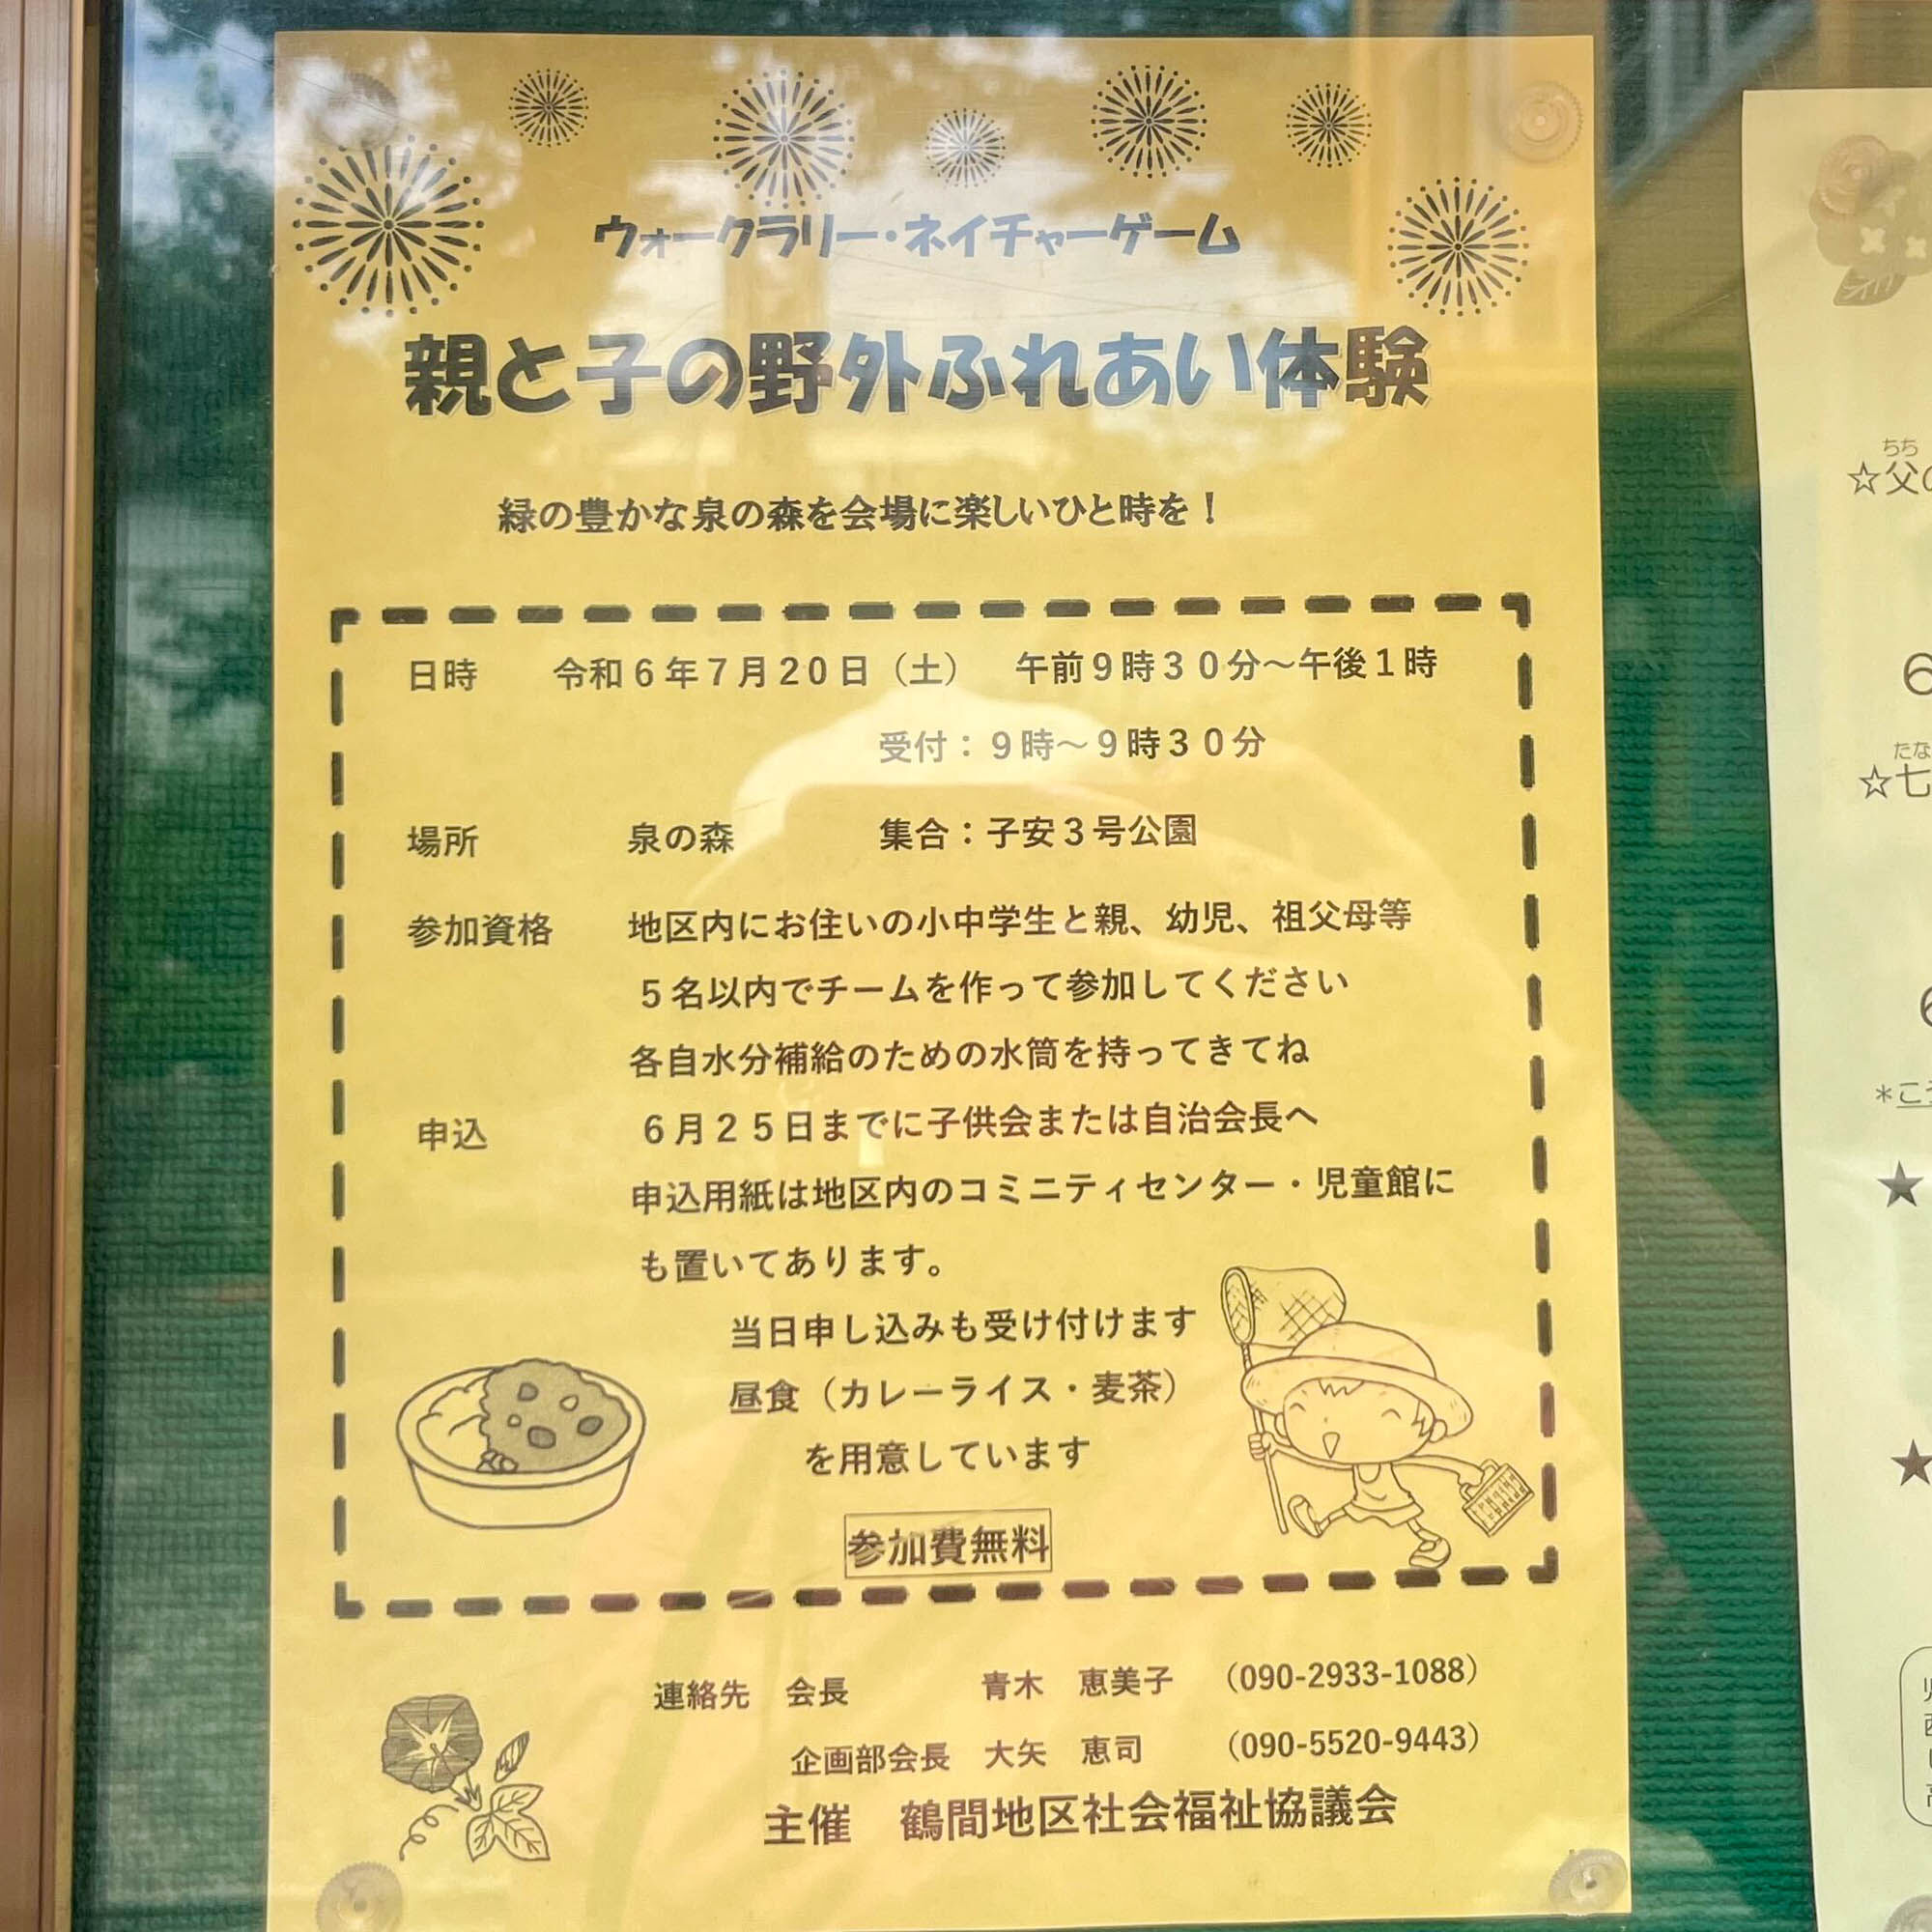 ウォークラリー・ネイチャーゲーム
親と子の野外ふれあい体験
緑の豊かな泉の森を会場に楽しいひと時を！
日時　令和６年７月２０日（土）　午前９時３０分～午後１時
受付：９時～９時３０分
場所　泉の森　集合：子安３号公園
参加資格　地区内にお住いの小中学生と親、幼児、祖父母等
５名以内でチームを作って参加してください
各自水分補給のための水筒を持ってきてね
申込　６月２５日までに子供会または自治会長へ
申込用紙は地区内のコミニティセンター・児童館に
も置いてあります。
当日申し込みも受け付けます
昼食（カレーライス・麦茶）
を用意しています
参加費無料
連絡先　会長　青木　恵美子　（090-2933-1088）
企画部会長　大矢　恵司　（090-5520-9443）
主催　鶴間地区社会福祉協議会
ちち
☆父の
6
たな
☆七
6
*こ
★
★